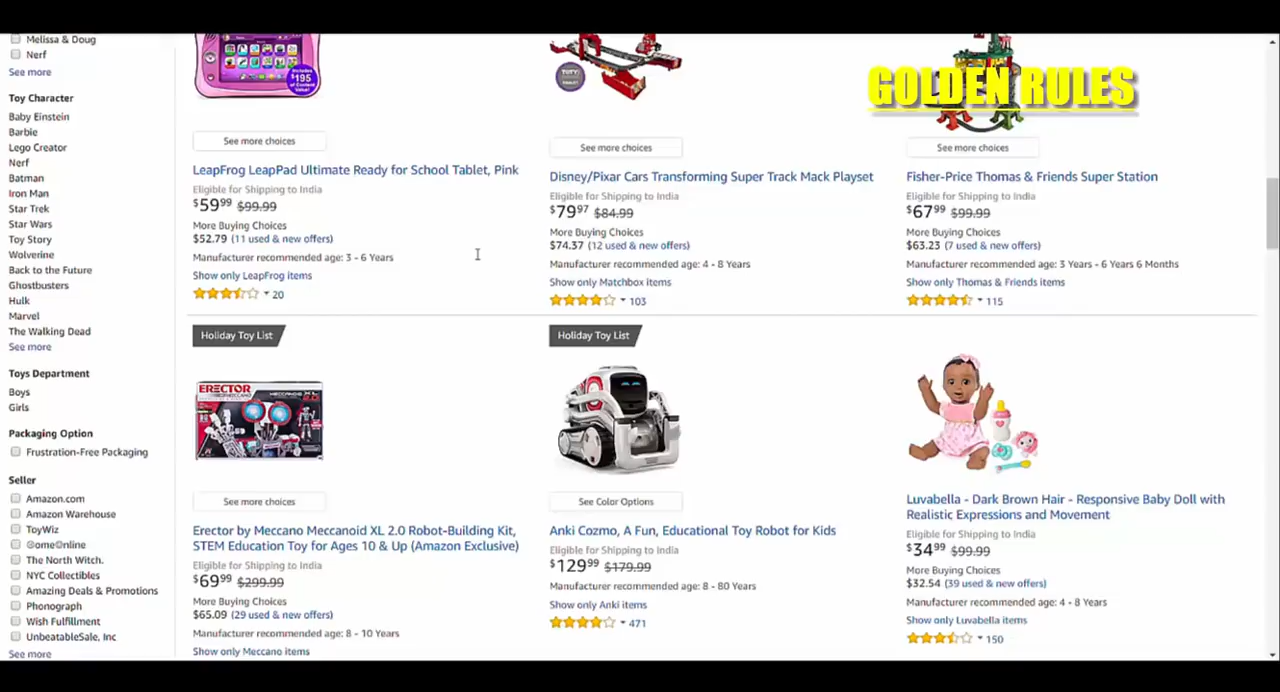 Melissa & Doug
Nerf
See more
Toy Character
Baby Einstein
Barbie
Lego Creator
Nerf
Batman
Iron Man
Star Trek
Star Wars
Toy Story
Wolverine
Back to the Future
Ghostbusters
Hulk
Marvel
The Walking Dead
See more
Toys Department
Boys
Girls
Packaging Option
Frustration-Free Packaging
Seller
Amazon.com
Amazon Warehouse
ToyWiz
@ome@nline
The North Witch.
NYC Collectibles
Amazing Deals & Promotions
Phonograph
Wish Fulfillment
UnbeatableSale, Inc
See more
Includes
$195
of Content
Value!
See more choices
LeapFrog LeapPad Ultimate Ready for School Tablet, Pink
Eligible for Shipping to India
$59.99 $99.99
More Buying Choices
$52.79 (11 used & new offers)
Manufacturer recommended age: 3 - 6 Years
Show only LeapFrog items
20
See more choices
Disney/Pixar Cars Transforming Super Track Mack Playset
Eligible for Shipping to India
$79.97 $84.99
More Buying Choices
$74.37 (12 used & new offers)
Manufacturer recommended age: 4 - 8 Years
Show only Matchbox items
103
GOLDEN RULES
See more choices
Fisher-Price Thomas & Friends Super Station
Eligible for Shipping to India
$67.99 $99.99
More Buying Choices
$63.23 (7 used & new offers)
Manufacturer recommended age: 3 Years - 6 Years 6 Months
Show only Thomas & Friends items
115
Holiday Toy List
ERECTOR
MECCANOID
See more choices
Erector by Meccano Meccanoid XL 2.0 Robot-Building Kit,
STEM Education Toy for Ages 10 & Up (Amazon Exclusive)
Eligible for Shipping to India
$69.99 $299.99
More Buying Choices
$65.09 (29 used & new offers)
Manufacturer recommended age: 8 - 10 Years
Show only Meccano items
Holiday Toy List
See Color Options
Anki Cozmo, A Fun, Educational Toy Robot for Kids
Eligible for Shipping to India
$129.99 $179.99
Manufacturer recommended age: 8 - 80 Years
Show only Anki items
471
Luvabella - Dark Brown Hair - Responsive Baby Doll with
Realistic Expressions and Movement
Eligible for Shipping to India
$34.99 $99.99
More Buying Choices
$32.54 (39 used & new offers)
Manufacturer recommended age: 4 - 8 Years
Show only Luvabella items
150